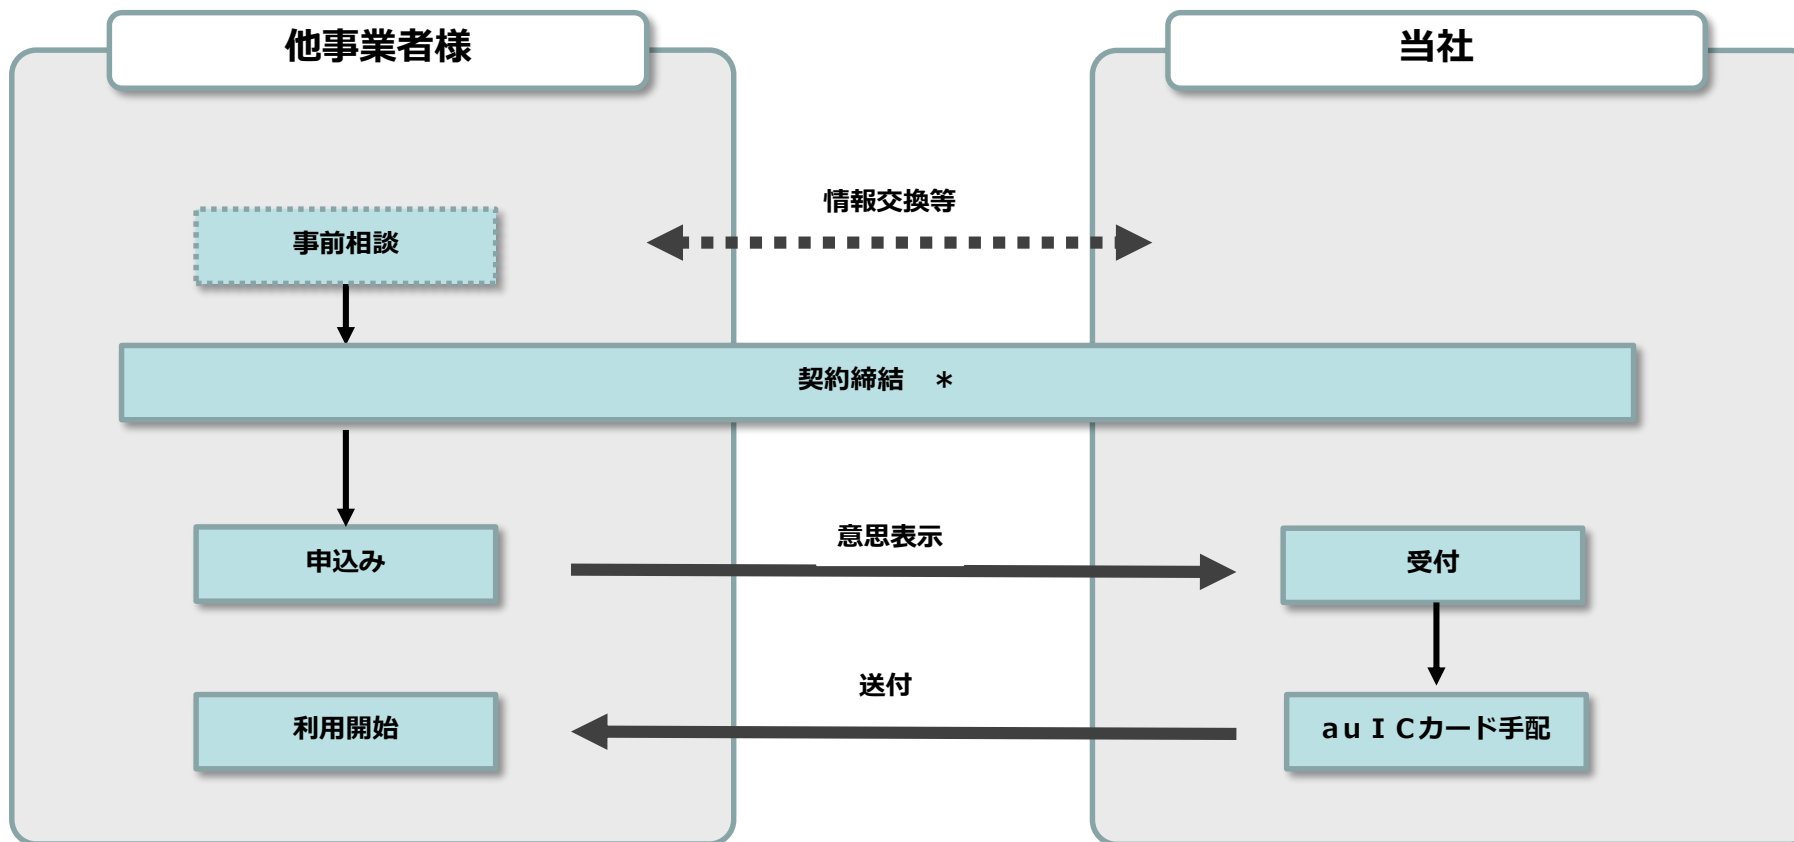 他事業者様
当社
情報交換等
事前相談
契約締結　＊
意思表示
申込み
受付
送付
利用開始
ａｕＩＣカード手配